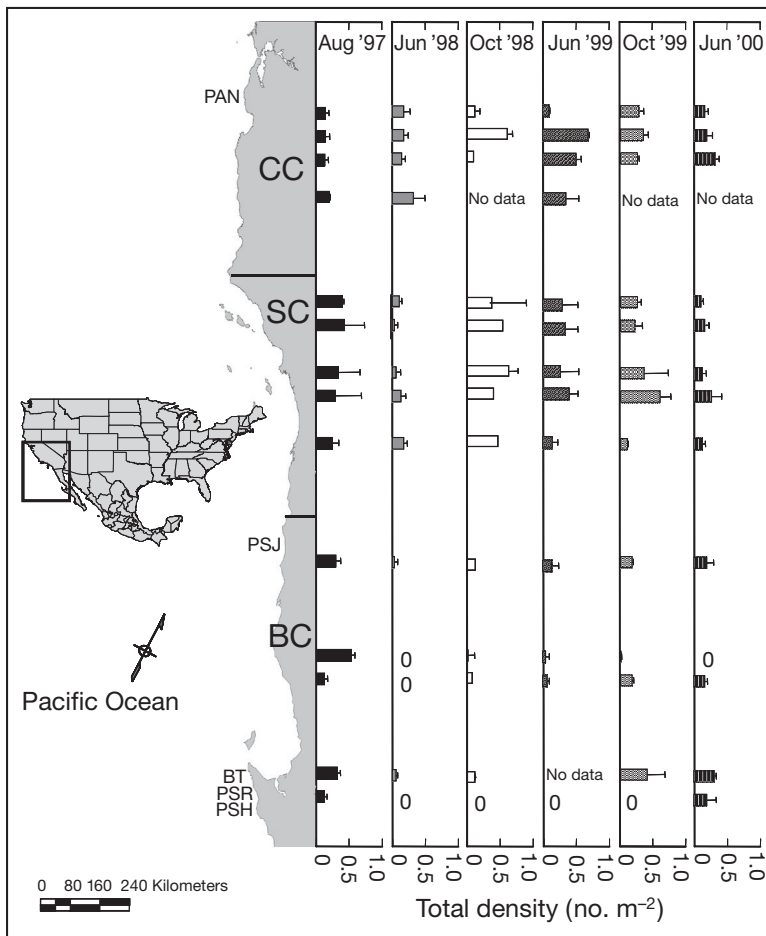 Aug '97 Jun '98 Oct '98 Jun '99 Oct '99 Jun '00
PAN
CC
No data No data No data
SC
PSJ
BC
0 0
0
Pacific Ocean
BT No data
PSR
0 0 0 0
PSH
0 0.5 1.0 0 0.5 1.0 0 0.5 1.0 0 0.5 1.0 0 0.5 1.0 0 0.5 1.0
0 80 160 240 Kilometers
Total density (no. m⁻²)